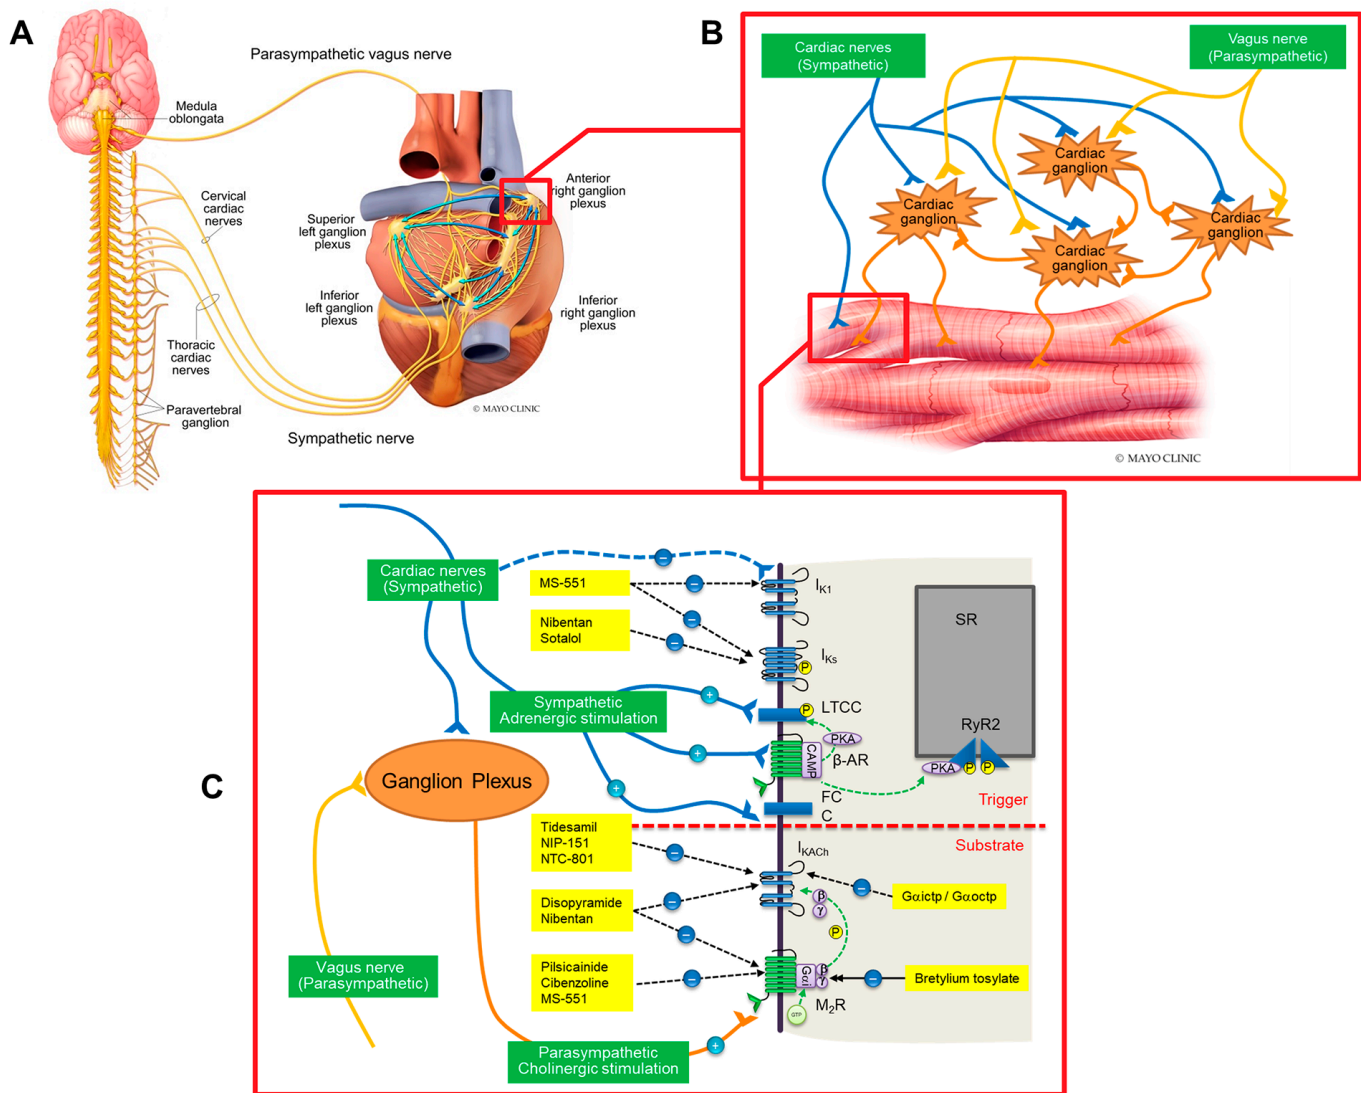 A
Parasympathetic vagus nerve
Medula
oblongata
Cervical
cardiac
nerves
Thoracic
cardiac
nerves
Paravertebral
ganglion
Sympathetic nerve
Superior
left ganglion
plexus
Inferior
left ganglion
plexus
Anterior
right ganglion
plexus
Inferior
right ganglion
plexus
© MAYO CLINIC
B
Cardiac nerves
(Sympathetic)
Vagus nerve
(Parasympathetic)
Cardiac
ganglion
Cardiac
ganglion
Cardiac
ganglion
Cardiac
ganglion
© MAYO CLINIC
C
Cardiac nerves
(Sympathetic)
MS-551
Nibentan
Sotalol
Sympathetic
Adrenergic stimulation
Ganglion Plexus
Vagus nerve
(Parasympathetic)
Tidesamil
NIP-151
NTC-801
Disopyramide
Nibentan
Pilsicainide
Cibenzoline
MS-551
Parasympathetic
Cholinergic stimulation
−
−
−
−
+
+
+
−
−
−
−
+
−
−
IK1
IKs
P
LTCC
P
PKA
CAMP
β-AR
FC
C
SR
RyR2
PKA
P
P
Trigger
Substrate
IKACh
β
γ
P
Gαictp / Gαoctp
Gαi
β
γ
M2R
GTP
Bretylium tosylate